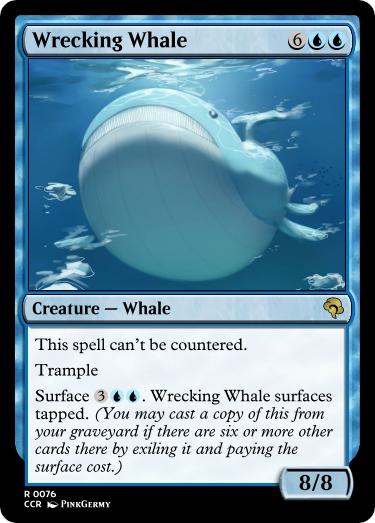 Wrecking Whale 6
Creature — Whale
This spell can't be countered.
Trample
Surface 3. Wrecking Whale surfaces
tapped. (You may cast a copy of this from
your graveyard if there are six or more other
cards there by exiling it and paying the
surface cost.)
8/8
R 0076
CCR PinkGermy